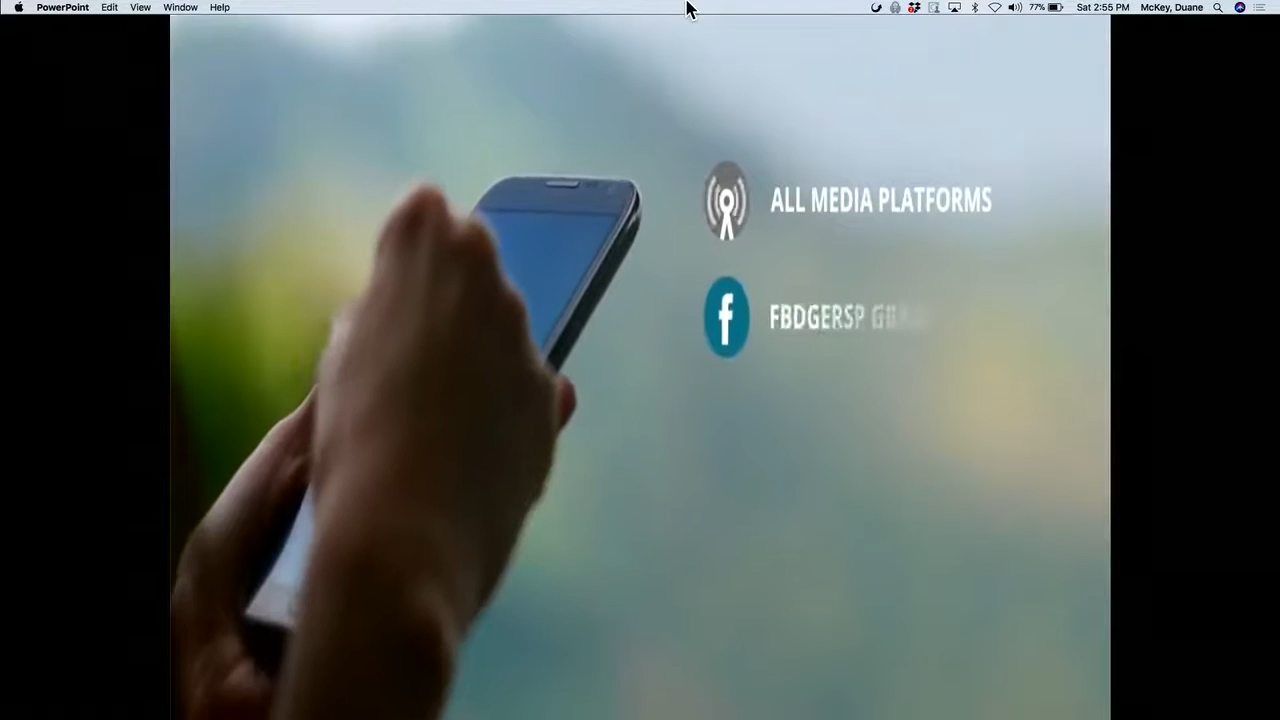 PowerPoint Edit View Window Help 77% Sat 2:55 PM McKey, Duane
ALL MEDIA PLATFORMS
FBDGERSP